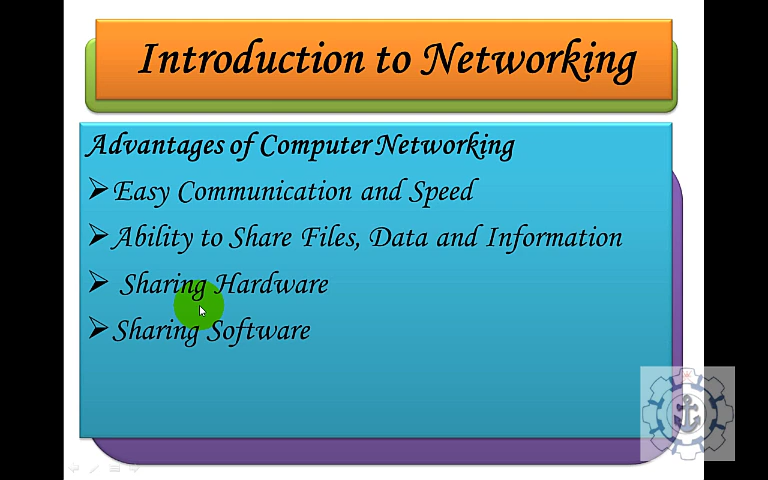 Introduction to Networking
Advantages of Computer Networking
➢Easy Communication and Speed
➢Ability to Share Files, Data and Information
➢ Sharing Hardware
➢Sharing Software